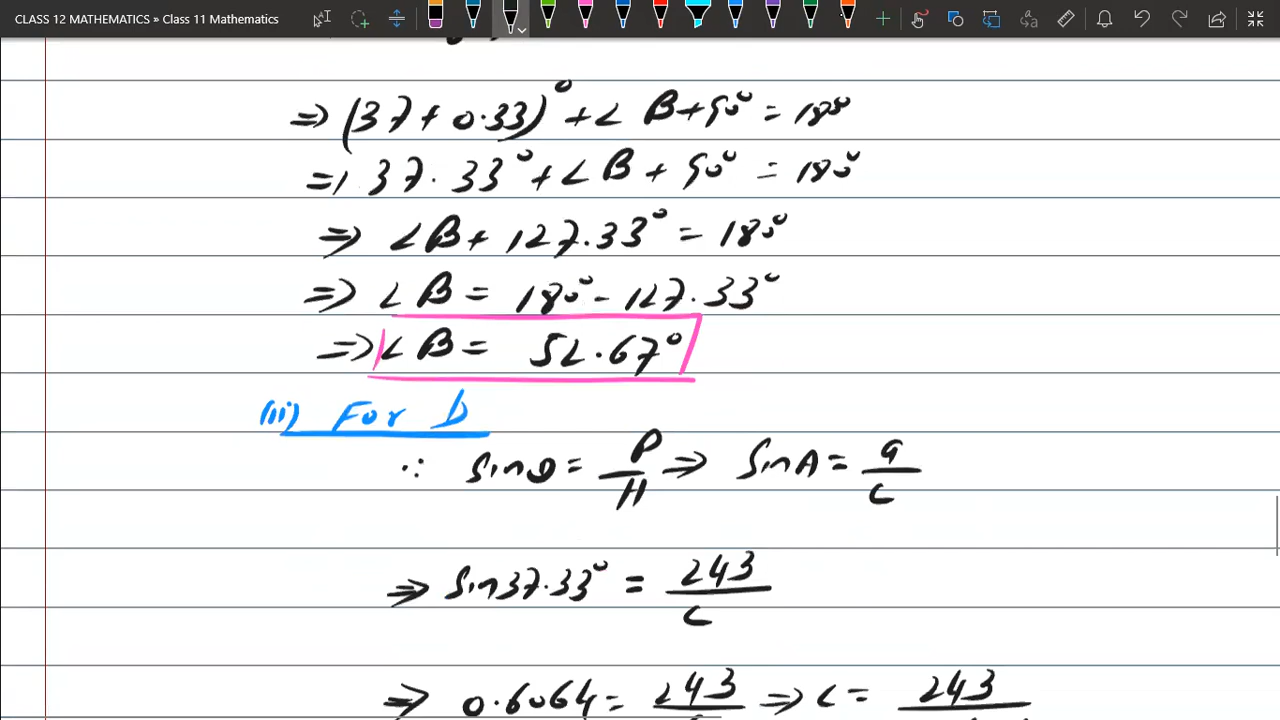 CLASS 12 MATHEMATICS » Class 11 Mathematics
⇒ (37+0.33)° + ∠B+90° = 180°
⇒ 37.33° + ∠B + 90° = 180°
⇒ ∠B + 127.33° = 180°
⇒ ∠B = 180° - 127.33°
⇒ ∠B = 52.67°
(ii) For b
∵ sinθ = P/H ⇒ SinA = a/c
⇒ Sin37.33° = 243/c
⇒ 0.6064 = 243/ ⇒ c = 243/